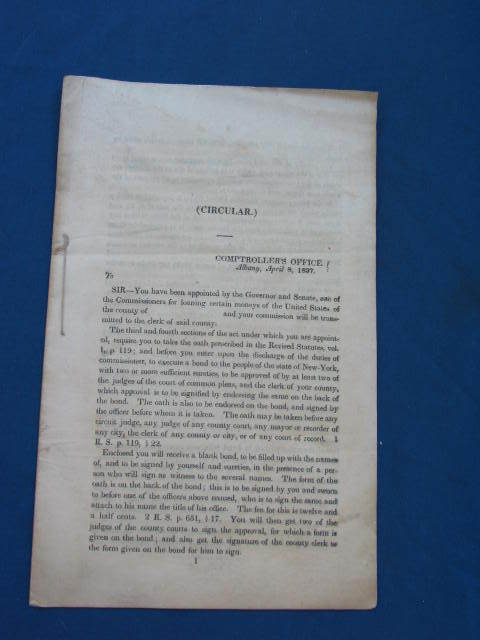 (CIRCULAR.)
COMPTROLLER'S OFFICE
Albany, April 8, 1837.
To
SIR—You have been appointed by the Governor and Senate, one of
the Commissioners for loaning certain moneys of the United States of
the county of and your commission will be trans-
mitted to the clerk of said county.
The third and fourth sections of the act under which you are appoint-
ed, require you to take the oath prescribed in the Revised Statutes, vol.
1, p. 119; and before you enter upon the discharge of the duties of
commissioner, to execute a bond to the people of the state of New-York,
with two or more sufficient sureties, to be approved of by at least two of
the judges of the court of common pleas, and the clerk of your county,
which approval is to be signified by endorsing the same on the back of
the bond. The oath is also to be endorsed on the bond, and signed by
the officer before whom it is taken. The oath may be taken before any
circuit judge, any judge of any county court, any mayor or recorder of
any city, the clerk of any county or city, or of any court of record. 1
R. S. p. 119, § 22.
Enclosed you will receive a blank bond, to be filled up with the names
of, and to be signed by yourself and sureties, in the presence of a per-
son who will sign as witness to the several names. The form of the
oath is on the back of the bond; this is to be signed by you and sworn
to before one of the officers above named, who is to sign the same and
attach to his name the title of his office. The fee for this is twelve and
a half cents. 2 R. S. p. 651, § 17. You will then get two of the
judges of the county courts to sign the approval, for which a form is
given on the bond; and also get the signature of the county clerk to
the form given on the bond for him to sign.
1